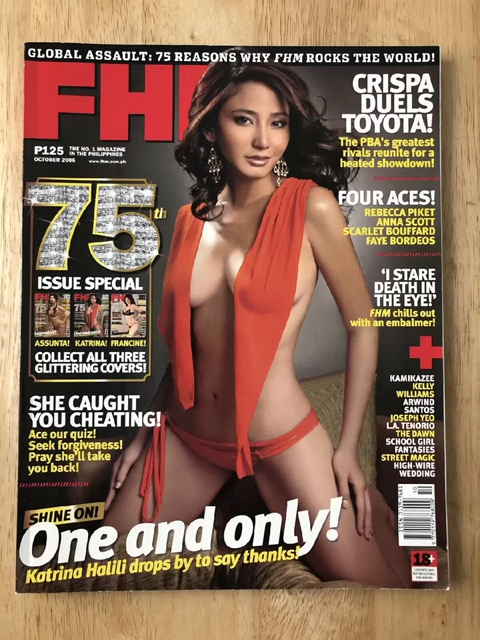 GLOBAL ASSAULT: 75 REASONS WHY FHM ROCKS THE WORLD!
FHM
P125
OCTOBER 2006
THE NO. 1 MAGAZINE
IN THE PHILIPPINES
www.fhm.com.ph
CRISPA
DUELS
TOYOTA!
The PBA's greatest
rivals reunite for a
heated showdown!
75th
ISSUE SPECIAL
ASSUNTA! KATRINA! FRANCINE!
COLLECT ALL THREE
GLITTERING COVERS!
FOUR ACES!
REBECCA PIKET
ANNA SCOTT
SCARLET BOUFFARD
FAYE BORDEOS
'I STARE
DEATH IN
THE EYE!'
FHM chills out
with an embalmer!
KAMIKAZEE
KELLY
WILLIAMS
ARWIND
SANTOS
JOSEPH YEO
L.A. TENORIO
THE DAWN
SCHOOL GIRL
FANTASIES
STREET MAGIC
HIGH-WIRE
WEDDING
SHE CAUGHT
YOU CHEATING!
Ace our quiz!
Seek forgiveness!
Pray she'll take
you back!
SHINE ON!
One and only!
Katrina Halili drops by to say thanks!
18+